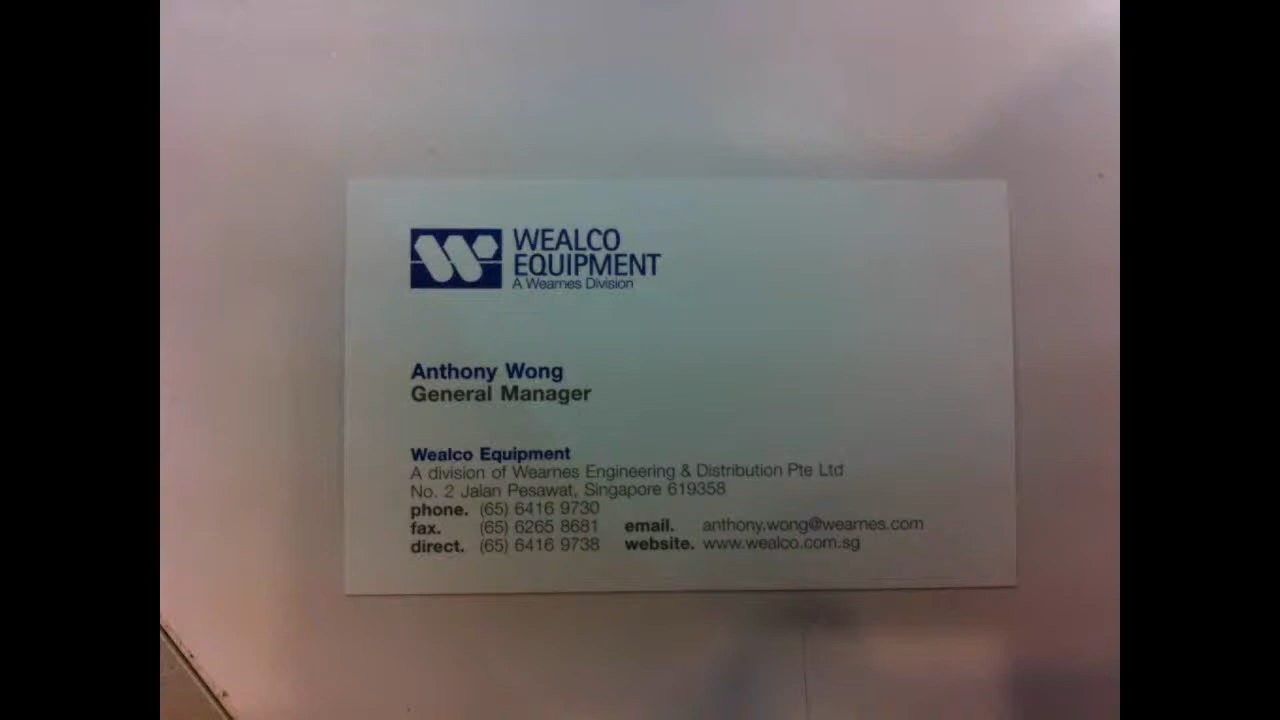 WEALCO
EQUIPMENT
A Wearnes Division
Anthony Wong
General Manager
Wealco Equipment
A division of Wearnes Engineering & Distribution Pte Ltd
No. 2 Jalan Pesawat, Singapore 619358
phone. (65) 6416 9730
fax. (65) 6265 8681 email. anthony.wong@wearnes.com
direct. (65) 6416 9738 website. www.wealco.com.sg